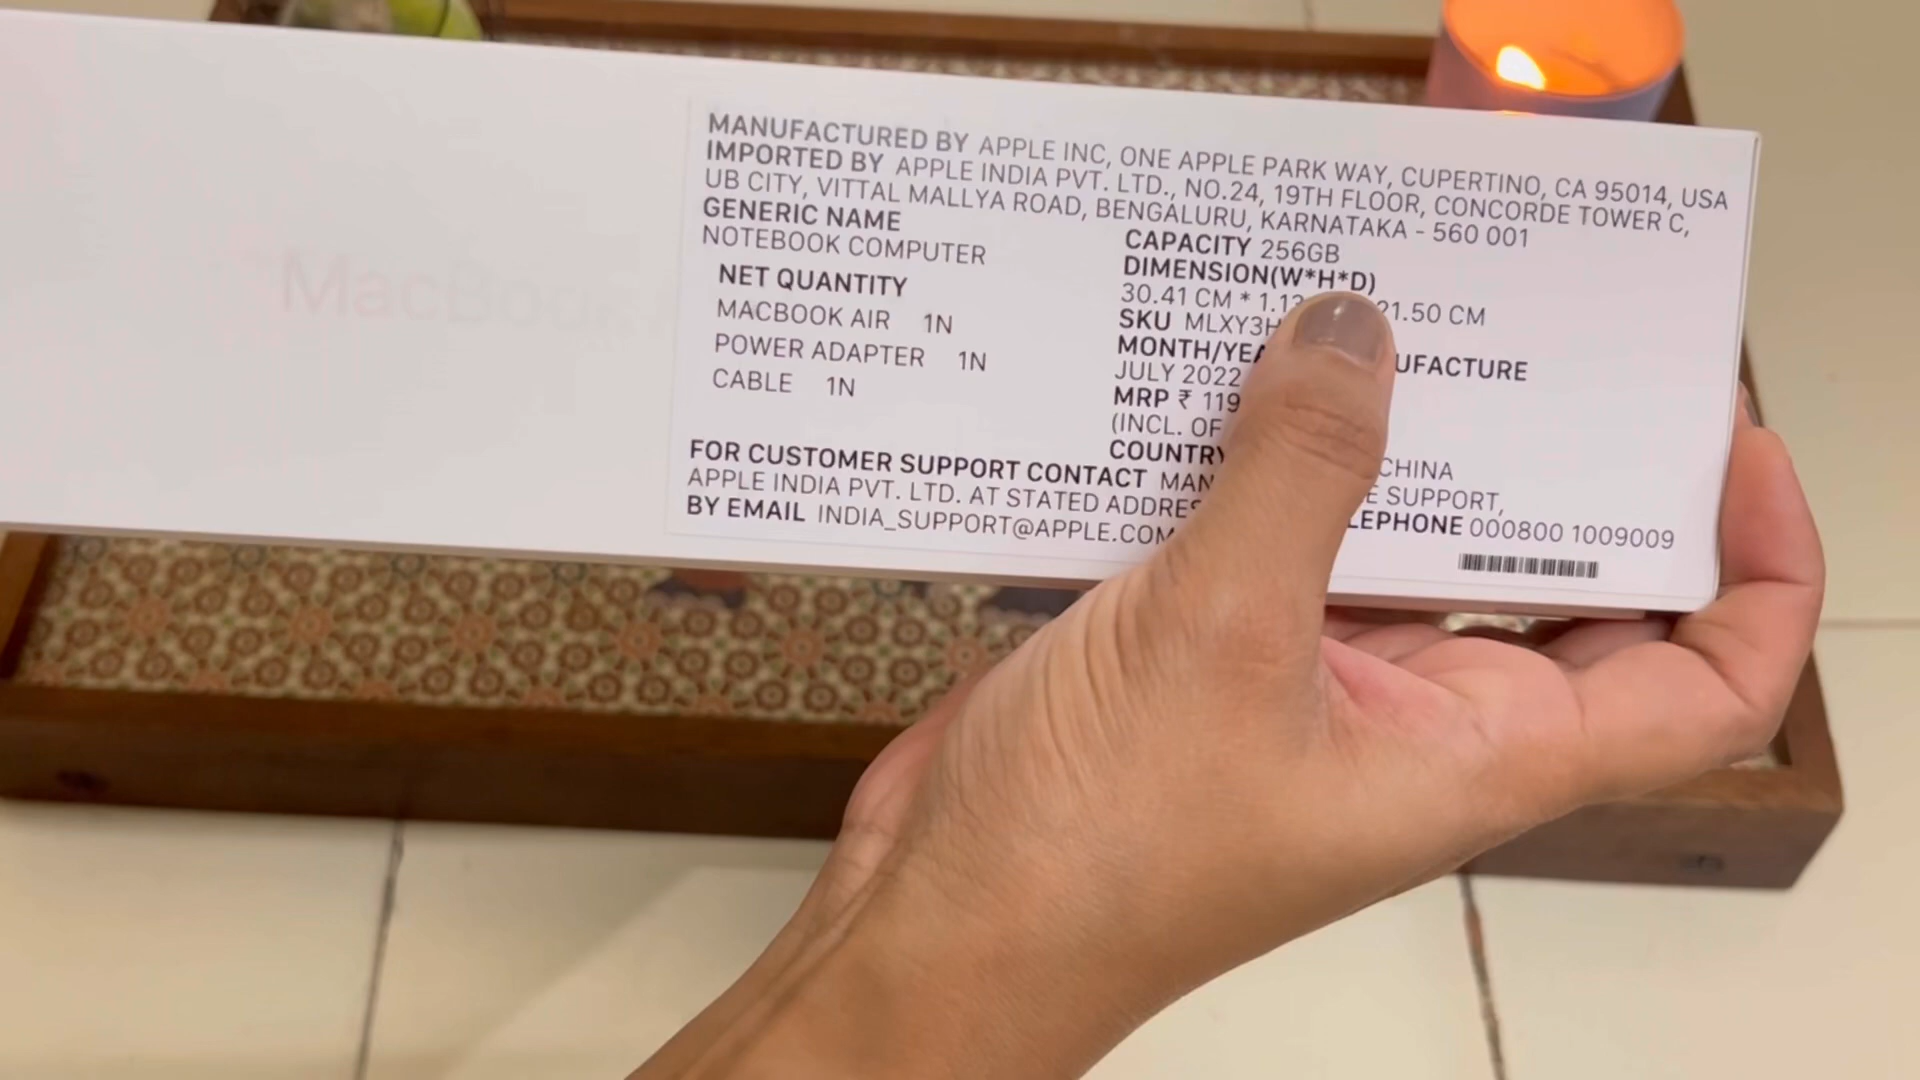 MacBook
MANUFACTURED BY APPLE INC, ONE APPLE PARK WAY, CUPERTINO, CA 95014, USA
IMPORTED BY APPLE INDIA PVT. LTD., NO.24, 19TH FLOOR, CONCORDE TOWER C,
UB CITY, VITTAL MALLYA ROAD, BENGALURU, KARNATAKA - 560 001
GENERIC NAME
NOTEBOOK COMPUTER
NET QUANTITY
MACBOOK AIR 1N
POWER ADAPTER 1N
CABLE 1N
CAPACITY 256GB
DIMENSION(W*H*D)
30.41 CM * 1.13 21.50 CM
SKU MLXY3H
MONTH/YEA UFACTURE
JULY 2022
MRP ₹ 119
(INCL. OF
COUNTRY CHINA
FOR CUSTOMER SUPPORT CONTACT MAN E SUPPORT,
APPLE INDIA PVT. LTD. AT STATED ADDRES
BY EMAIL INDIA_SUPPORT@APPLE.COM LEPHONE 000800 1009009